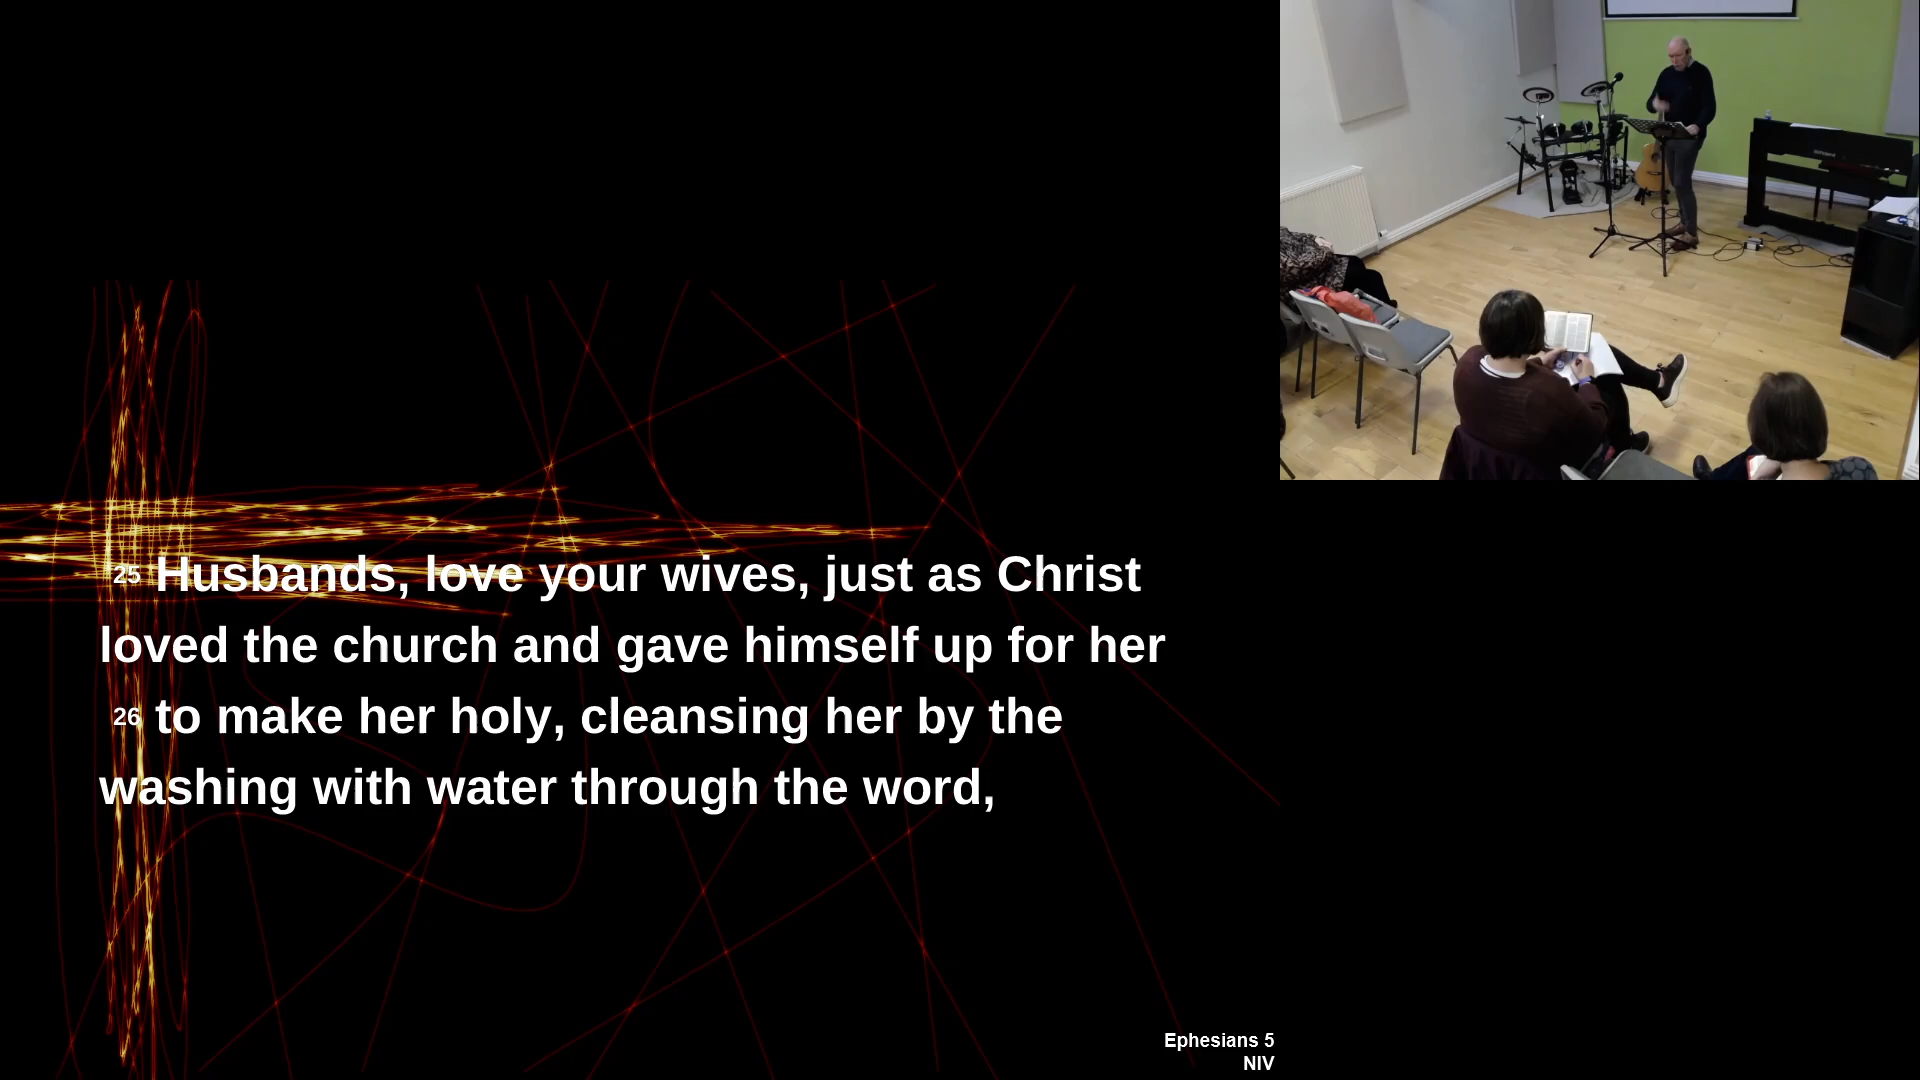 25 Husbands, love your wives, just as Christ
loved the church and gave himself up for her
26 to make her holy, cleansing her by the
washing with water through the word,
Ephesians 5
NIV